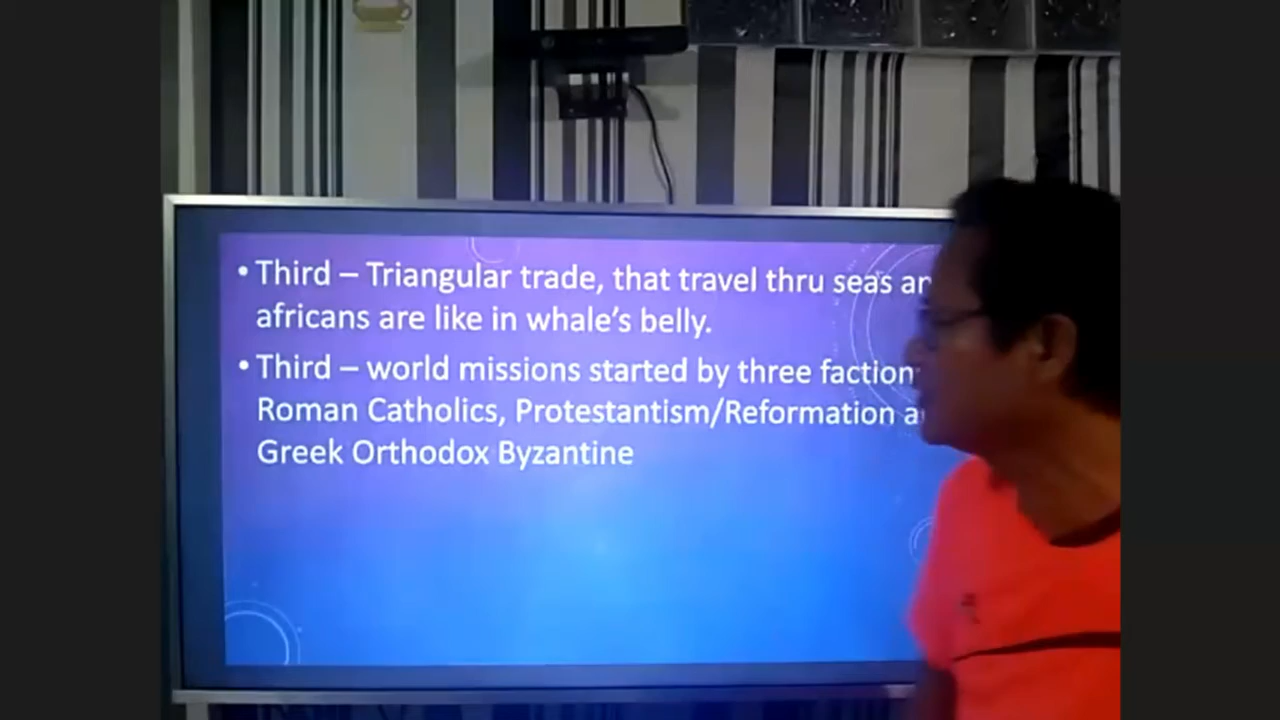 • Third – Triangular trade, that travel thru seas
africans are like in whale's belly.
• Third – world missions started by three
Roman Catholics, Protestantism/Reformation
Greek Orthodox Byzantine